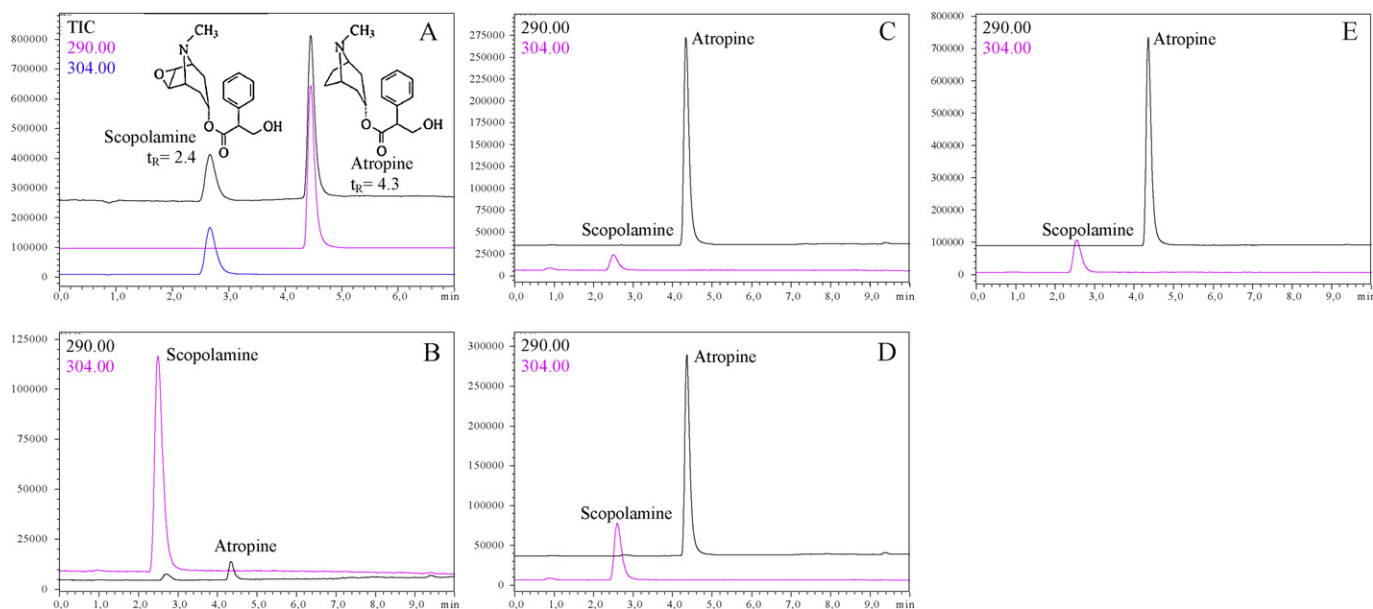 TIC
290.00
304.00
A
CH₃
N
O
O
O
OH
CH₃
N
O
O
OH
Scopolamine
tR= 2.4
Atropine
tR= 4.3
800000
700000
600000
500000
400000
300000
200000
100000
0
0,0 1,0 2,0 3,0 4,0 5,0 6,0 min
290.00
304.00
C
Atropine
Scopolamine
275000
250000
225000
200000
175000
150000
125000
100000
75000
50000
25000
0
0,0 1,0 2,0 3,0 4,0 5,0 6,0 7,0 8,0 9,0 min
290.00
304.00
E
Atropine
Scopolamine
800000
700000
600000
500000
400000
300000
200000
100000
0
0,0 1,0 2,0 3,0 4,0 5,0 6,0 7,0 8,0 9,0 min
290.00
304.00
B
Scopolamine
Atropine
125000
100000
75000
50000
25000
0
0,0 1,0 2,0 3,0 4,0 5,0 6,0 7,0 8,0 9,0 min
290.00
304.00
D
Atropine
Scopolamine
300000
250000
200000
150000
100000
50000
0
0,0 1,0 2,0 3,0 4,0 5,0 6,0 7,0 8,0 9,0 min